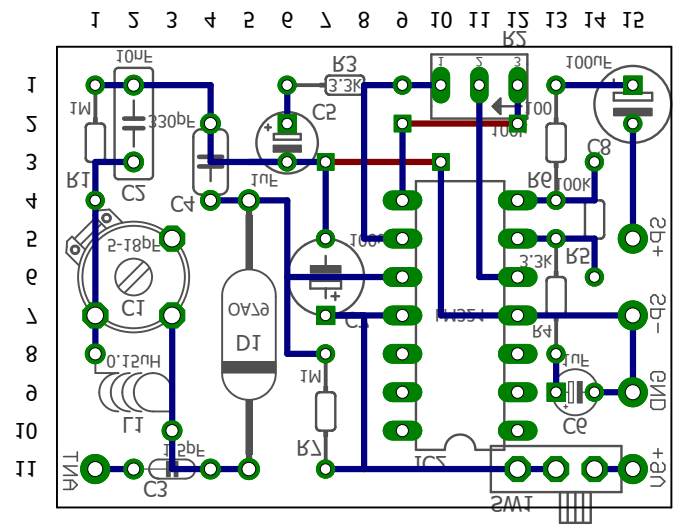 1 2 3 4 5 6 7 8 9 10 11 12 13 14 15
R2
10nF
R3
100uF
1 2 3
1
1M
3.3k
100
330pF
C5
2
100k
3
R1
C2
1uF
C4
C8
R6
100k
4
5-18pF
5
SP+
R5
3.3k
6
C1
OA79
LM324
SP-
7
C7
D1
R4
8
0.15uH
1M
1uF
9
GND
L1
C6
10
R7
ANT
1.5pF
C3
IC2
+9V
11
SW1